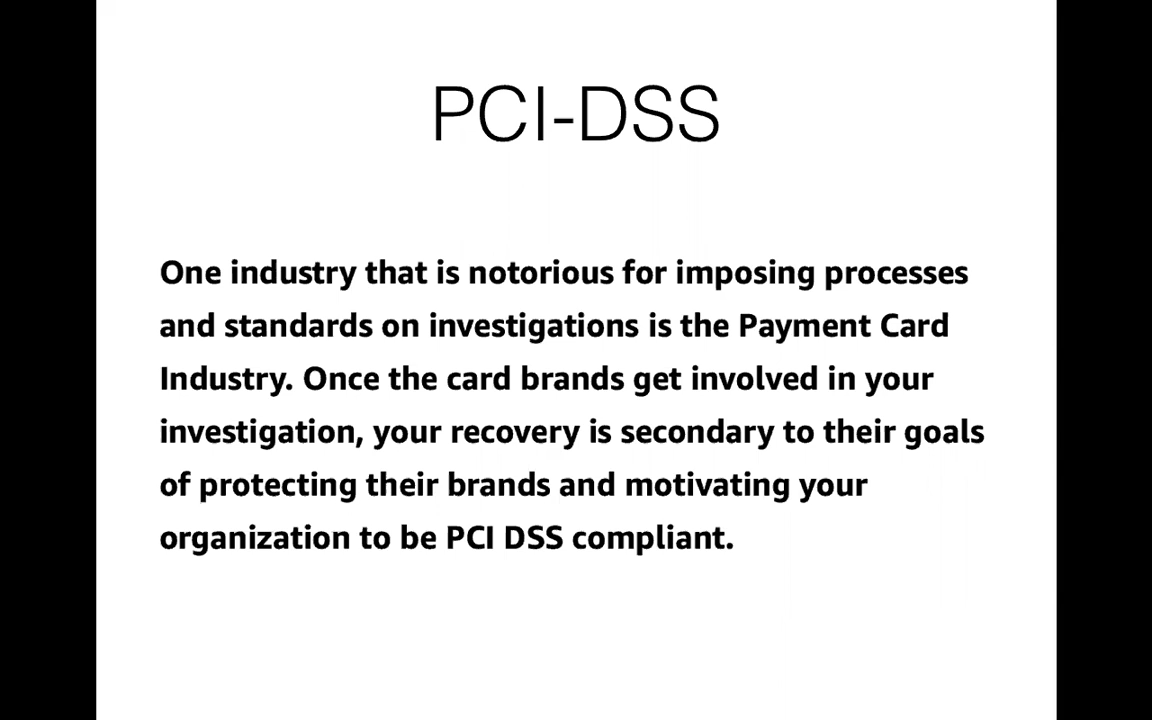 PCI-DSS
One industry that is notorious for imposing processes
and standards on investigations is the Payment Card
Industry. Once the card brands get involved in your
investigation, your recovery is secondary to their goals
of protecting their brands and motivating your
organization to be PCI DSS compliant.